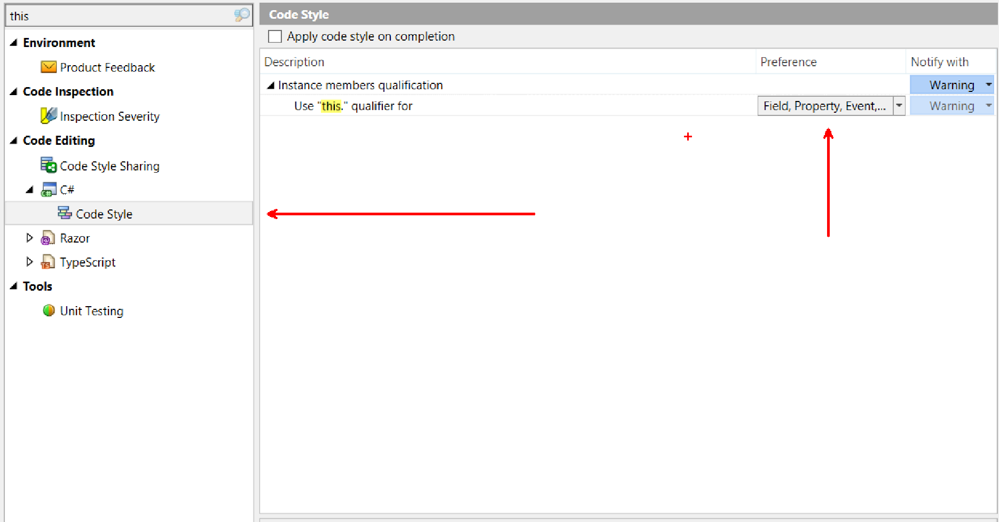 this
Environment
Product Feedback
Code Inspection
Inspection Severity
Code Editing
Code Style Sharing
C#
Code Style
Razor
TypeScript
Tools
Unit Testing
Code Style
Apply code style on completion
Description Preference Notify with
Instance members qualification Warning
Use "this." qualifier for Field, Property, Event,... Warning